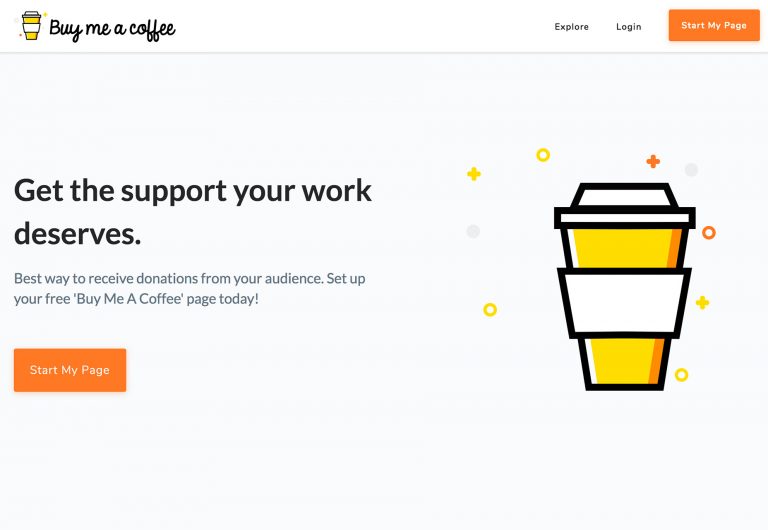 Buy me a coffee
Explore
Login
Start My Page
Get the support your work
deserves.
Best way to receive donations from your audience. Set up
your free 'Buy Me A Coffee' page today!
Start My Page